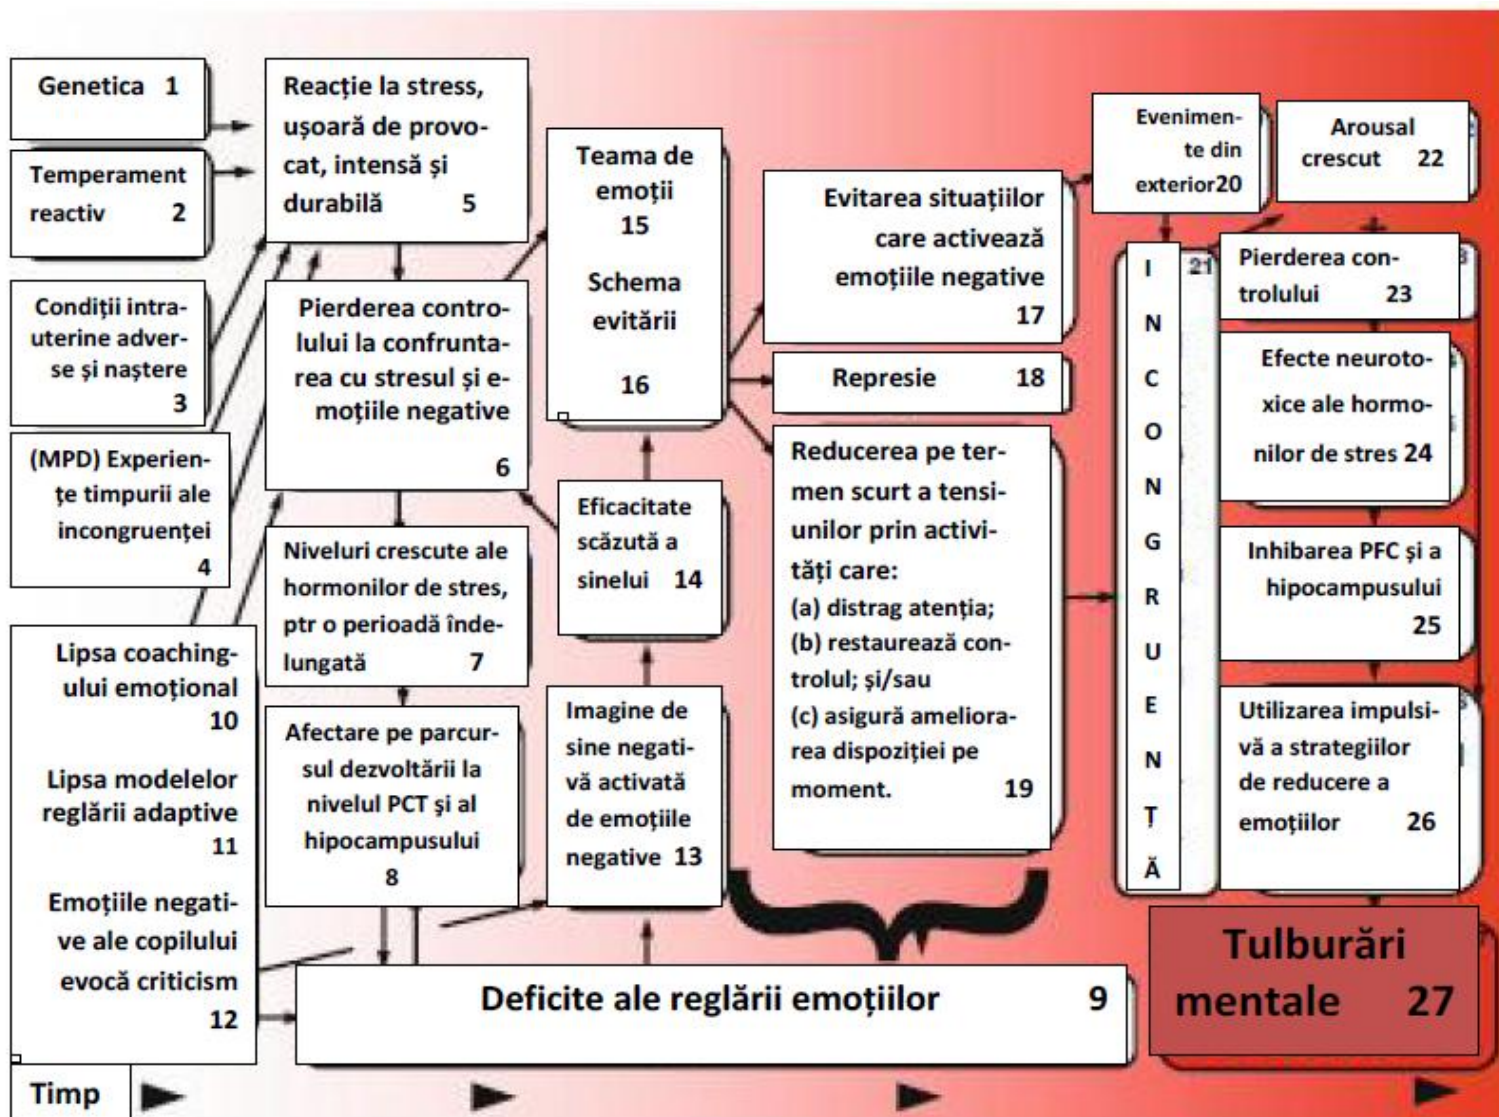 Genetica 1
Temperament
reactiv 2
Condiții intra-
uterine adver-
se și naștere
3
(MPD) Experien-
țe timpurii ale
incongruenței
4
Lipsa coaching-
ului emoțional
10
Lipsa modelelor
reglării adaptive
11
Emoțiile negati-
ve ale copilului
evocă criticism
12
Timp
Reacție la stress,
ușoară de provo-
cat, intensă și
durabilă 5
Pierderea contro-
lului la confrunta-
rea cu stresul și e-
moțiile negative
6
Niveluri crescute ale
hormonilor de stres,
ptr o perioadă înde-
lungată 7
Afectare pe parcur-
sul dezvoltării la
nivelul PCT și al
hipocampusului
8
Deficite ale reglării emoțiilor 9
Teama de
emoții
15
Schema
evitării
16
Eficacitate
scăzută a
sinelui 14
Imagine de
sine negati-
vă activată
de emoțiile
negative 13
Evitarea situațiilor
care activează
emoțiile negative
17
Represie 18
Reducerea pe ter-
men scurt a tensi-
unilor prin activi-
tăți care:
(a) distrag atenția;
(b) restaurează con-
trolul; și/sau
(c) asigură ameliora-
rea dispoziției pe
moment. 19
Evenimen-
te din
exterior20
I
N
C
O
N
G
R
U
E
N
Ț
Ă
21
Arousal
crescut 22
Pierderea con-
trolului 23
Efecte neuroto-
xice ale hormo-
nilor de stres 24
Inhibarea PFC și a
hipocampusului
25
Utilizarea impulsi-
vă a strategiilor
de reducere a
emoțiilor 26
Tulburări
mentale 27